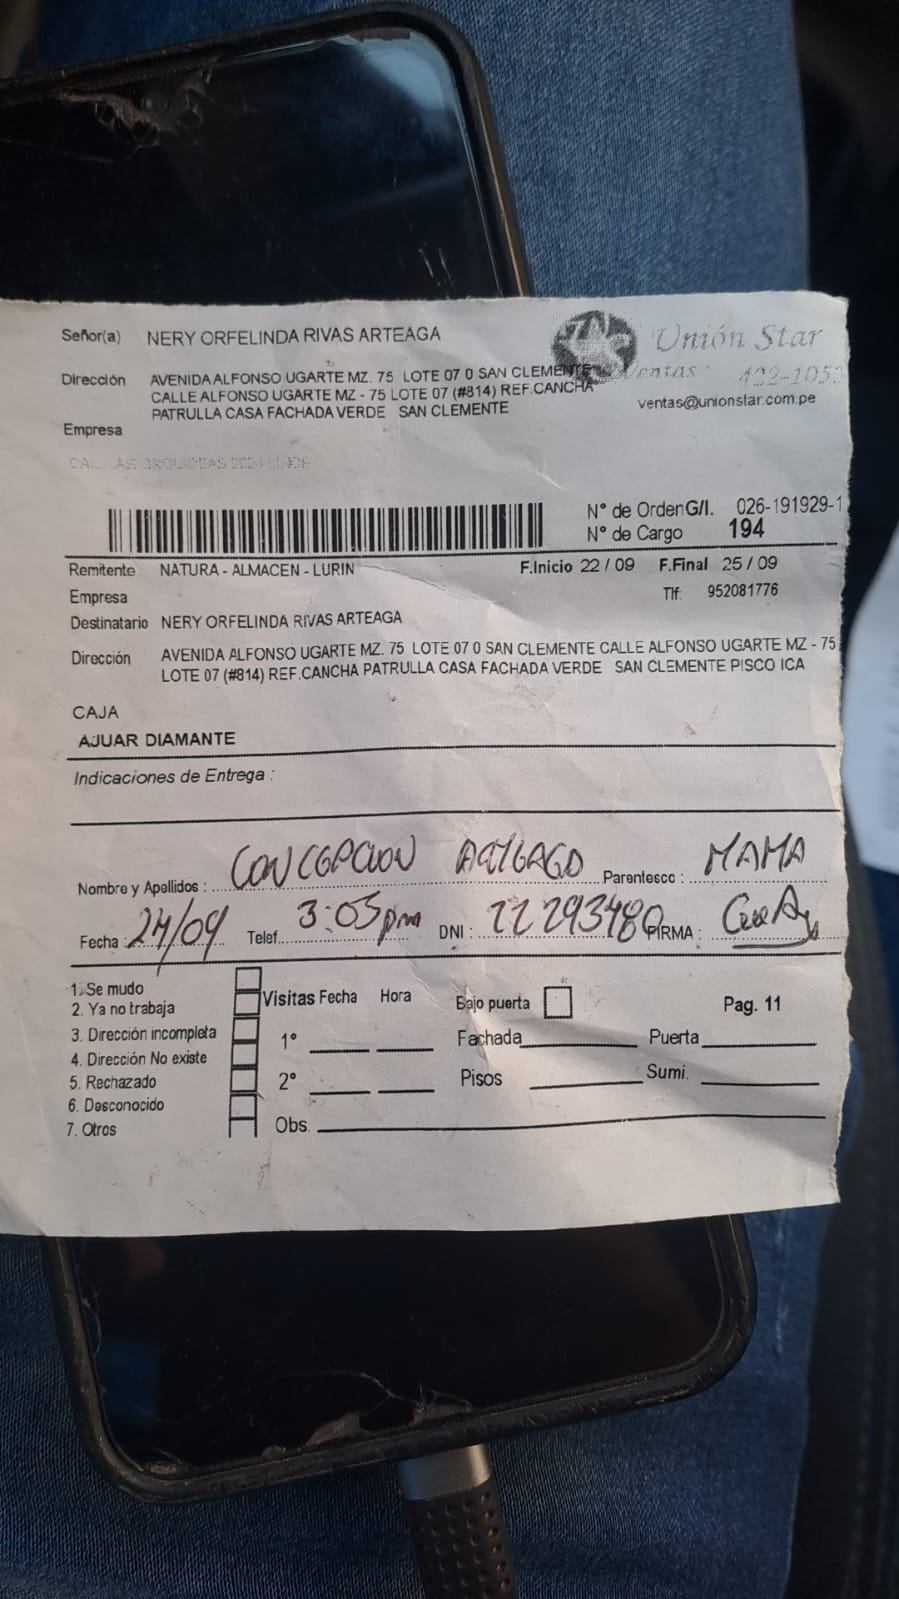 Señor(a) NERY ORFELINDA RIVAS ARTEAGA
Unión Star
Dirección AVENIDA ALFONSO UGARTE MZ. 75 LOTE 07 0 SAN CLEMENTE
Ventas: 422-105
CALLE ALFONSO UGARTE MZ - 75 LOTE 07 (#814) REF.CANCHA
ventas@unionstar.com.pe
PATRULLA CASA FACHADA VERDE SAN CLEMENTE
Empresa
N° de Orden G/I. 026-191929-1
N° de Cargo 194
Remitente NATURA - ALMACEN - LURIN F.Inicio 22 / 09 F.Final 25 / 09
Empresa Tlf: 952081776
Destinatario NERY ORFELINDA RIVAS ARTEAGA
Dirección AVENIDA ALFONSO UGARTE MZ. 75 LOTE 07 0 SAN CLEMENTE CALLE ALFONSO UGARTE MZ - 75
LOTE 07 (#814) REF.CANCHA PATRULLA CASA FACHADA VERDE SAN CLEMENTE PISCO ICA
CAJA
AJUAR DIAMANTE
Indicaciones de Entrega :
Nombre y Apellidos : CONCEPCION Parentesco : MAMA
Fecha : 24/09 Telef. 3:05 pm DNI : 22293480 FIRMA :
1. Se mudo
2. Ya no trabaja Visitas Fecha Hora Bajo puerta Pag. 11
3. Dirección incompleta 1° Fachada Puerta
4. Dirección No existe
5. Rechazado 2° Pisos Sumi.
6. Desconocido
7. Otros Obs.